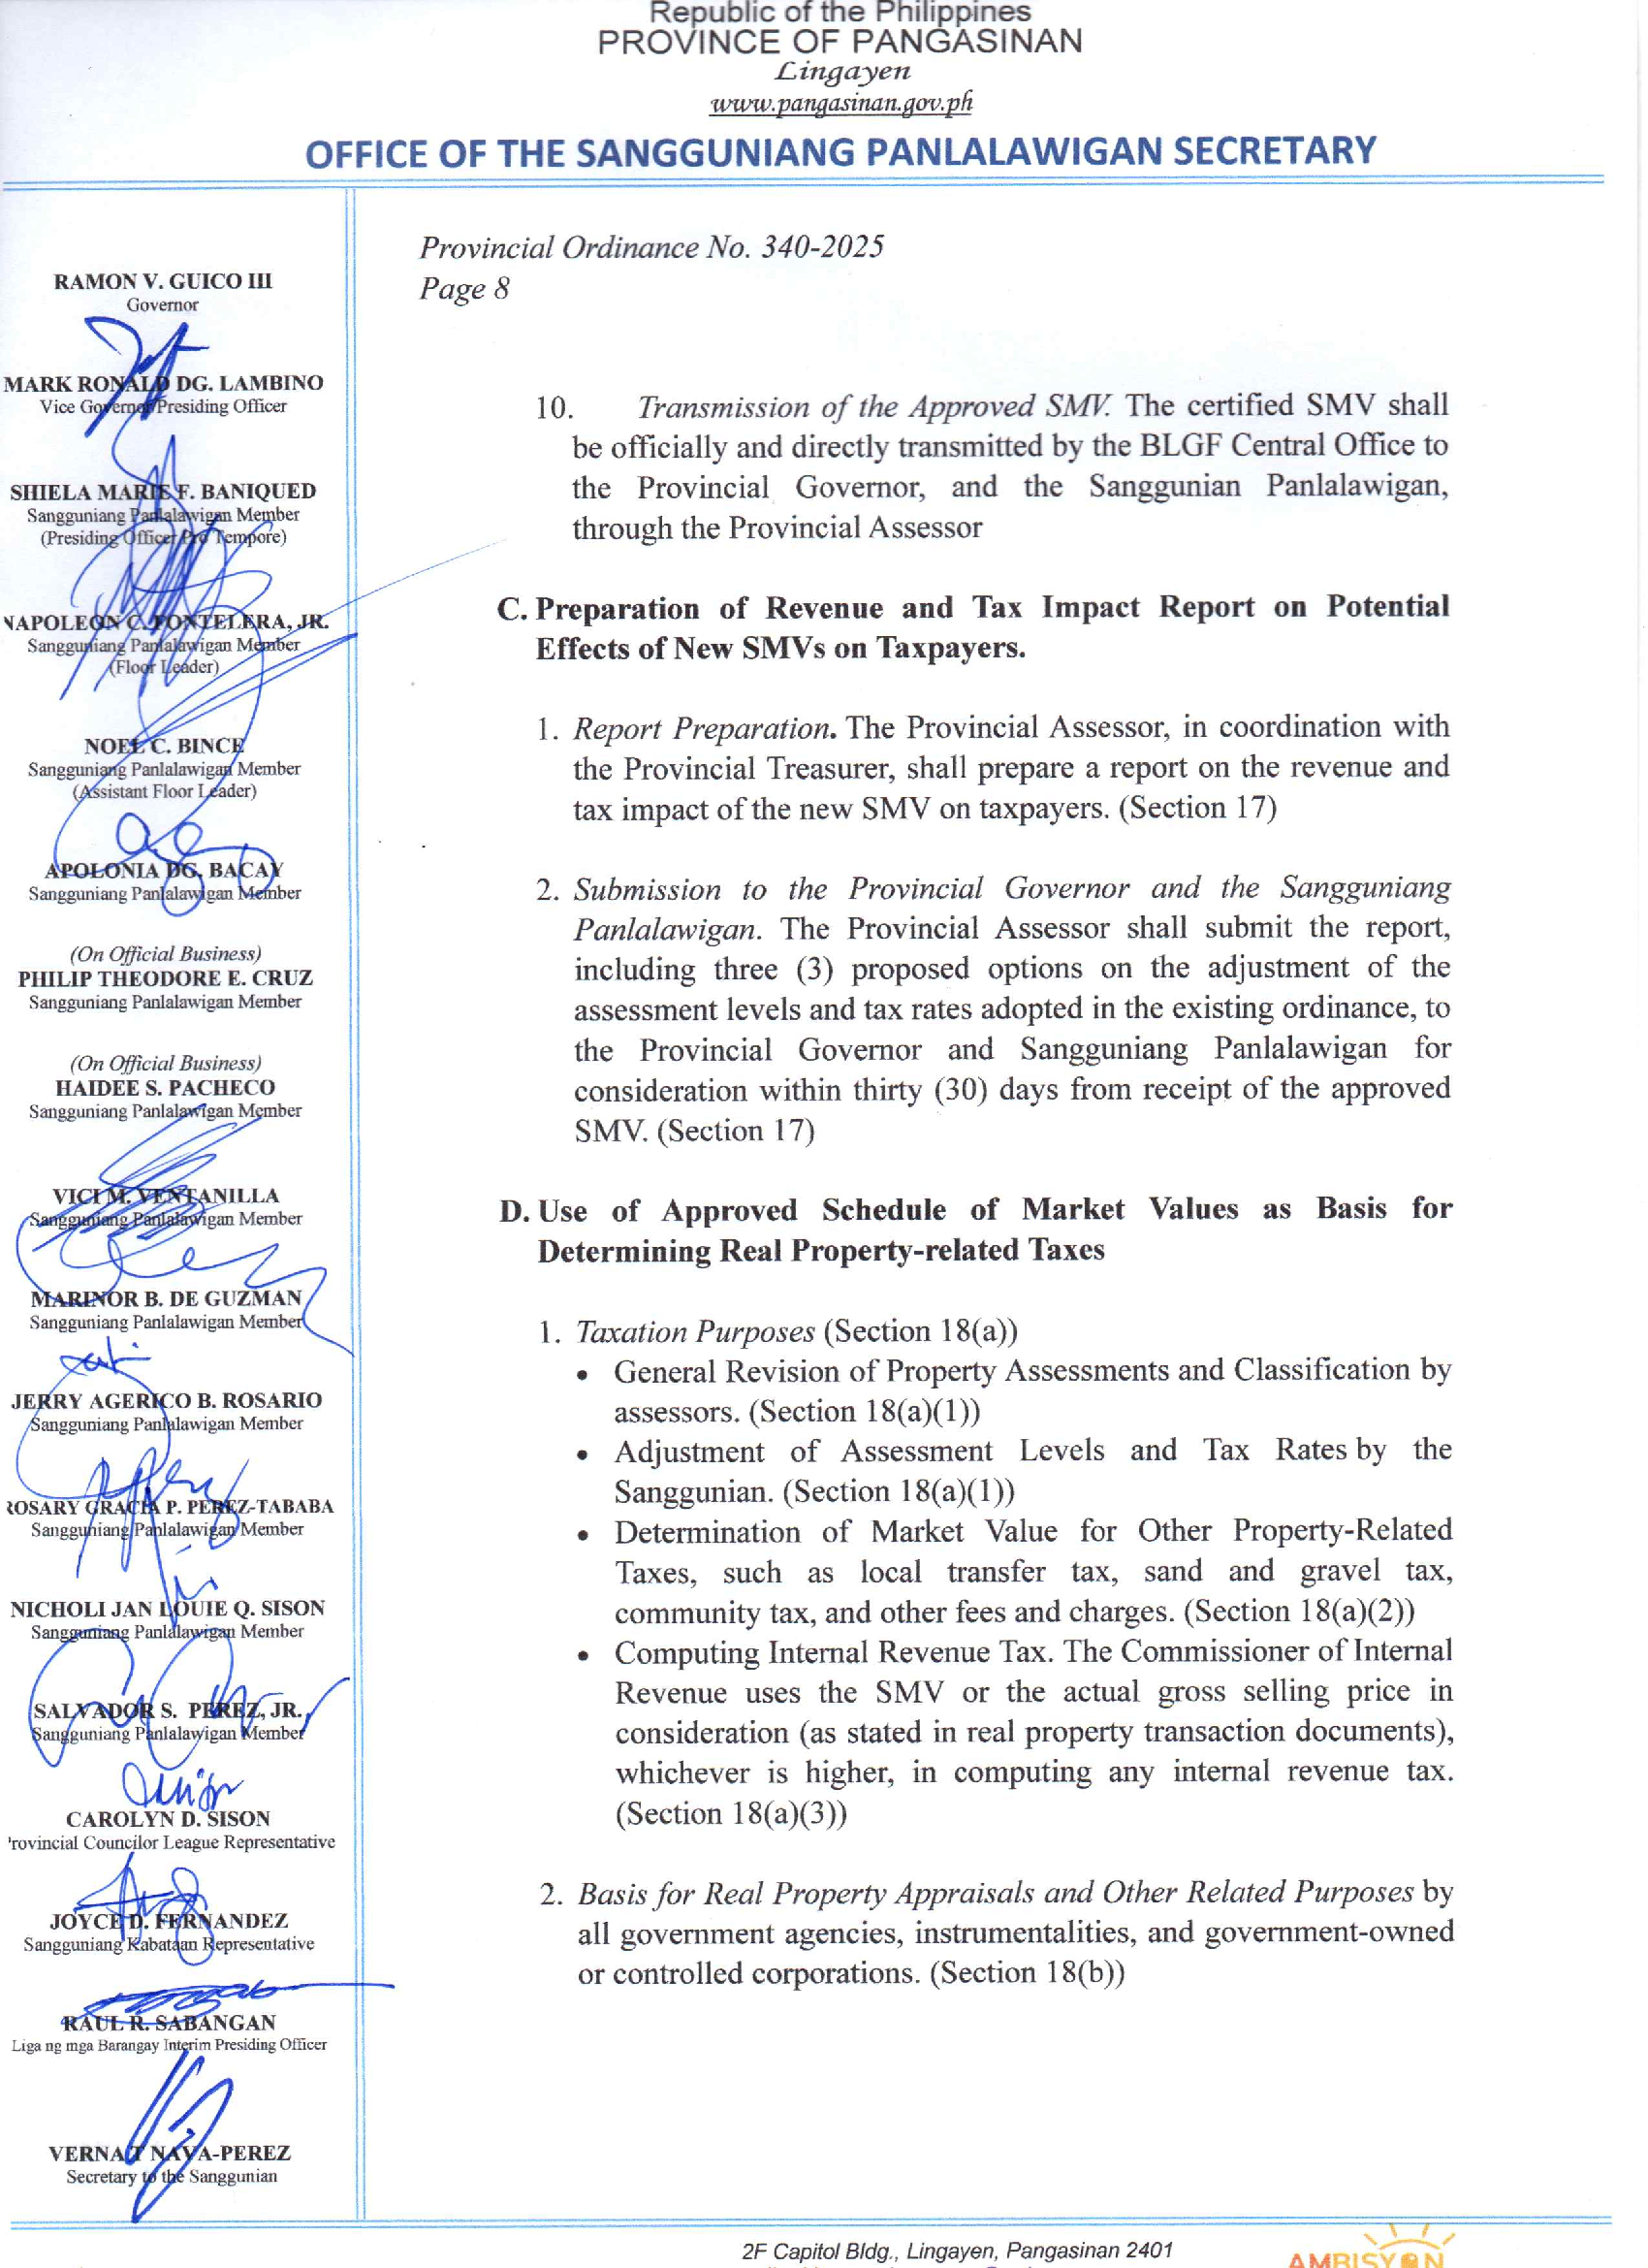 Republic of the Philippines
PROVINCE OF PANGASINAN
Lingayen
www.pangasinan.gov.ph
OFFICE OF THE SANGGUNIANG PANLALAWIGAN SECRETARY
RAMON V. GUICO III
Governor
MARK RONALD DG. LAMBINO
Vice Governor/Presiding Officer
SHIELA MARIE F. BANIQUED
Sangguniang Panlalawigan Member
(Presiding Officer Pro Tempore)
NAPOLEON C. FONTELERA, JR.
Sangguniang Panlalawigan Member
(Floor Leader)
NOEL C. BINCE
Sangguniang Panlalawigan Member
(Assistant Floor Leader)
APOLONIA DG. BACAY
Sangguniang Panlalawigan Member
(On Official Business)
PHILIP THEODORE E. CRUZ
Sangguniang Panlalawigan Member
(On Official Business)
HAIDEE S. PACHECO
Sangguniang Panlalawigan Member
VICI M. VENTANILLA
Sangguniang Panlalawigan Member
MARINOR B. DE GUZMAN
Sangguniang Panlalawigan Member
JERRY AGERICO B. ROSARIO
Sangguniang Panlalawigan Member
ROSARY GRACIA P. PEREZ-TABABA
Sangguniang Panlalawigan Member
NICHOLI JAN LOUIE Q. SISON
Sangguniang Panlalawigan Member
SALVADOR S. PEREZ, JR.
Sangguniang Panlalawigan Member
CAROLYN D. SISON
Provincial Councilor League Representative
JOYCE D. FERNANDEZ
Sangguniang Kabataan Representative
RAUL R. SABANGAN
Liga ng mga Barangay Interim Presiding Officer
VERNA T NAVA-PEREZ
Secretary to the Sanggunian
Provincial Ordinance No. 340-2025
Page 8
10. Transmission of the Approved SMV. The certified SMV shall
be officially and directly transmitted by the BLGF Central Office to
the Provincial Governor, and the Sanggunian Panlalawigan,
through the Provincial Assessor
C. Preparation of Revenue and Tax Impact Report on Potential
Effects of New SMVs on Taxpayers.
1. Report Preparation. The Provincial Assessor, in coordination with
the Provincial Treasurer, shall prepare a report on the revenue and
tax impact of the new SMV on taxpayers. (Section 17)
2. Submission to the Provincial Governor and the Sangguniang
Panlalawigan. The Provincial Assessor shall submit the report,
including three (3) proposed options on the adjustment of the
assessment levels and tax rates adopted in the existing ordinance, to
the Provincial Governor and Sangguniang Panlalawigan for
consideration within thirty (30) days from receipt of the approved
SMV. (Section 17)
D. Use of Approved Schedule of Market Values as Basis for
Determining Real Property-related Taxes
1. Taxation Purposes (Section 18(a))
• General Revision of Property Assessments and Classification by
assessors. (Section 18(a)(1))
• Adjustment of Assessment Levels and Tax Rates by the
Sanggunian. (Section 18(a)(1))
• Determination of Market Value for Other Property-Related
Taxes, such as local transfer tax, sand and gravel tax,
community tax, and other fees and charges. (Section 18(a)(2))
• Computing Internal Revenue Tax. The Commissioner of Internal
Revenue uses the SMV or the actual gross selling price in
consideration (as stated in real property transaction documents),
whichever is higher, in computing any internal revenue tax.
(Section 18(a)(3))
2. Basis for Real Property Appraisals and Other Related Purposes by
all government agencies, instrumentalities, and government-owned
or controlled corporations. (Section 18(b))
2F Capitol Bldg., Lingayen, Pangasinan 2401
AMBISYON